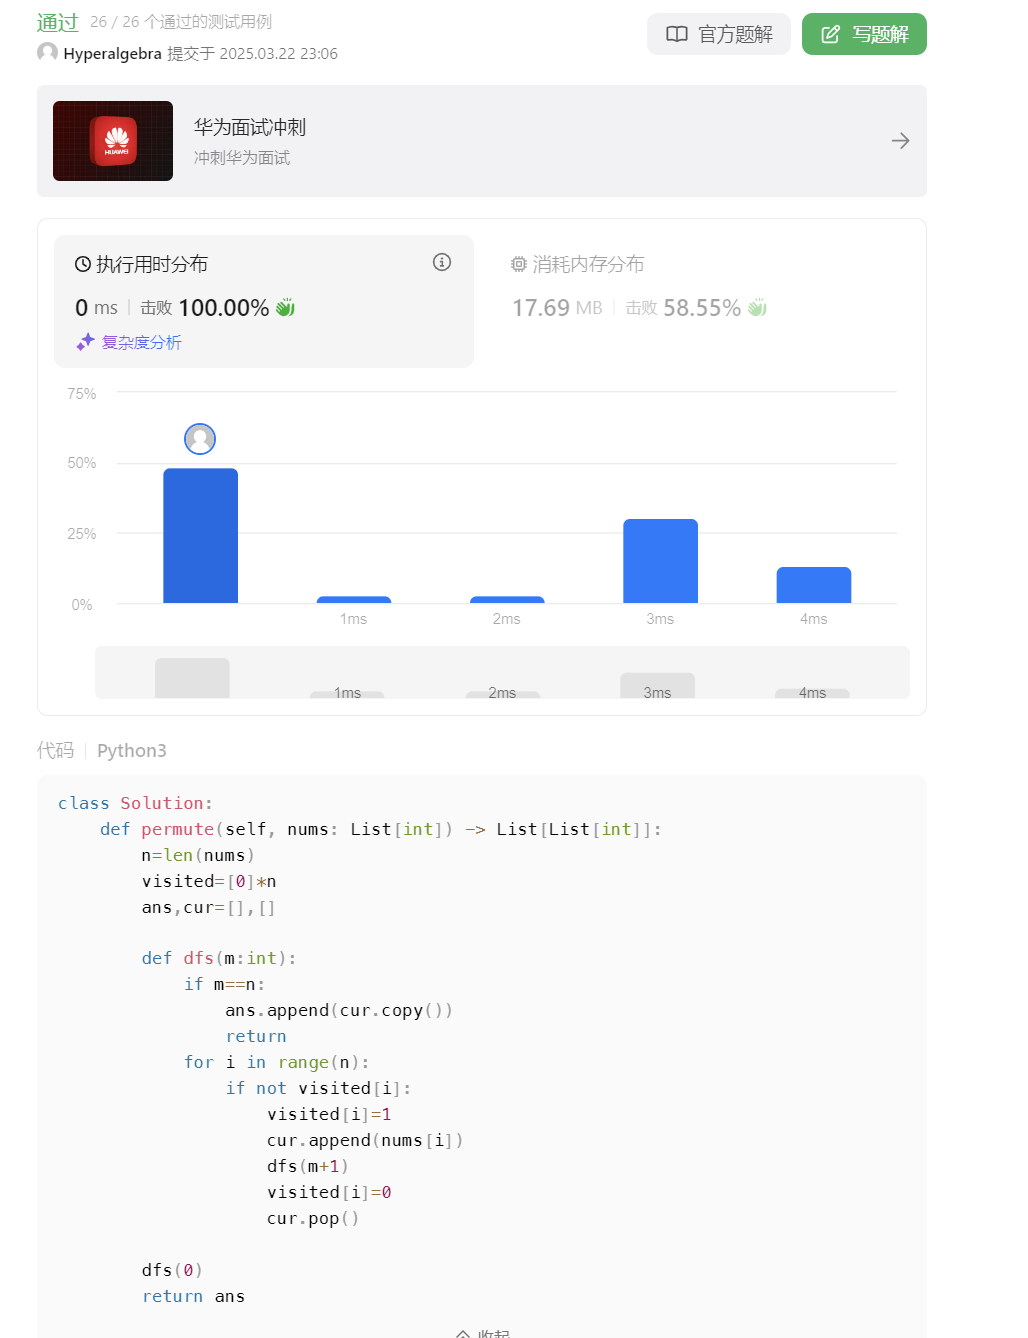 通过 26 / 26 个通过的测试用例
官方题解
写题解
Hyperalgebra 提交于 2025.03.22 23:06
HUAWEI
华为面试冲刺
冲刺华为面试
执行用时分布
0 ms 击败 100.00%
复杂度分析
消耗内存分布
17.69 MB 击败 58.55%
75%
50%
25%
0%
1ms 2ms 3ms 4ms
1ms 2ms 3ms 4ms
代码 Python3
class Solution:
    def permute(self, nums: List[int]) -> List[List[int]]:
        n=len(nums)
        visited=[0]*n
        ans,cur=[],[]
        def dfs(m:int):
            if m==n:
                ans.append(cur.copy())
                return
            for i in range(n):
                if not visited[i]:
                    visited[i]=1
                    cur.append(nums[i])
                    dfs(m+1)
                    visited[i]=0
                    cur.pop()
        dfs(0)
        return ans
收起